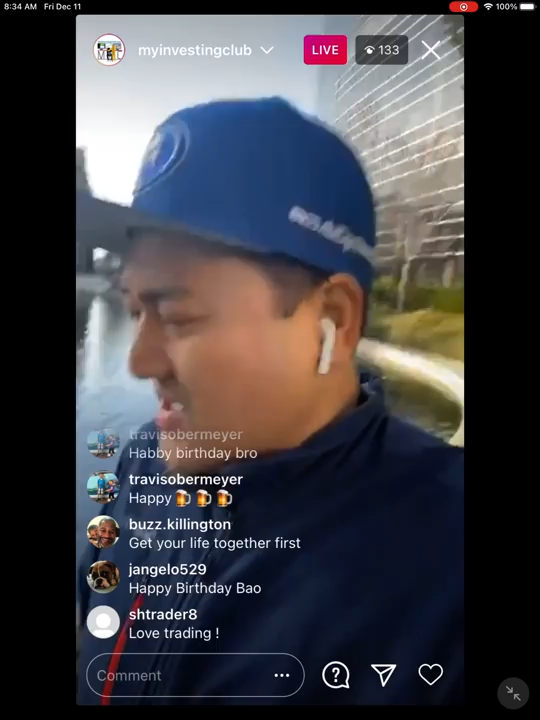 8:34 AM Fri Dec 11
100%
myinvestingclub
LIVE
133
travisobermeyer
Habby birthday bro
travisobermeyer
Happy 🍺 🍺 🍺
buzz.killington
Get your life together first
jangelo529
Happy Birthday Bao
shtrader8
Love trading !
Comment